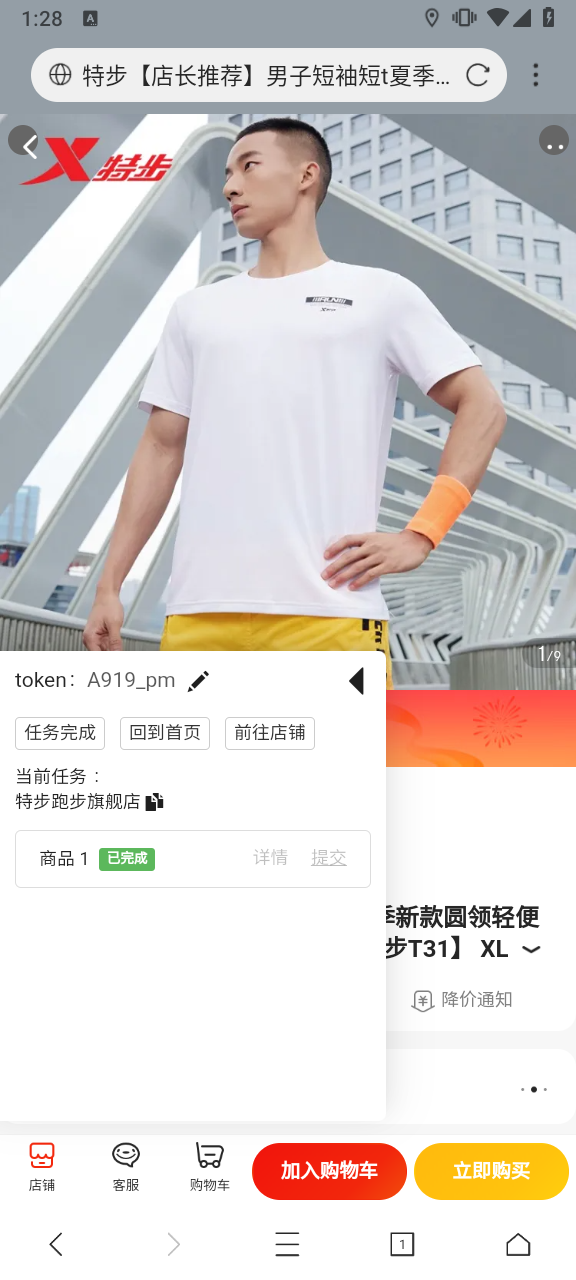 1:28
A
特步【店长推荐】男子短袖短t夏季...
X特步
RUN
1/9
token: A919_pm
任务完成 回到首页 前往店铺
当前任务：
特步跑步旗舰店
商品 1 已完成 详情 提交
季新款圆领轻便
步T31】 XL
降价通知
店铺 客服 购物车 加入购物车 立即购买
1